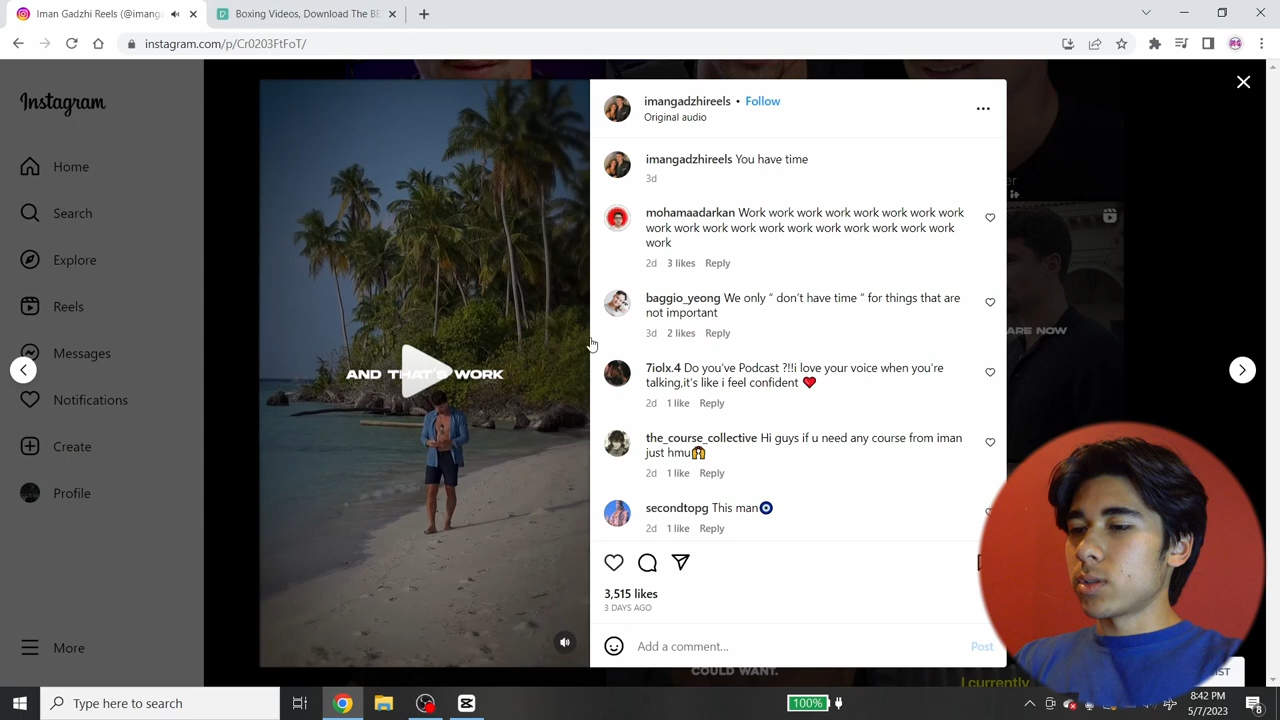 Iman Gadzhi Reels (@imang
Boxing Videos, Download The BE
instagram.com/p/Cr0203FtFoT/
Instagram
Home
Search
Explore
Reels
Messages
Notifications
Create
Profile
More
AND THAT'S WORK
imangadzhireels • Follow
Original audio
imangadzhireels You have time
3d
mohamaadarkan Work work work work work work work work
work work work work work work work work work work work
work
2d 3 likes Reply
baggio_yeong We only “ don’t have time “ for things that are
not important
3d 2 likes Reply
7iolx.4 Do you've Podcast ?!!i love your voice when you're
talking,it's like i feel confident ❤️
2d 1 like Reply
the_course_collective Hi guys if u need any course from iman
just hmu
2d 1 like Reply
secondtopg This man🧿
2d 1 like Reply
3,515 likes
3 DAYS AGO
Add a comment...
Post
ARE NOW
COULD WANT.
I currently
Type here to search
100%
8:42 PM
5/7/2023
8